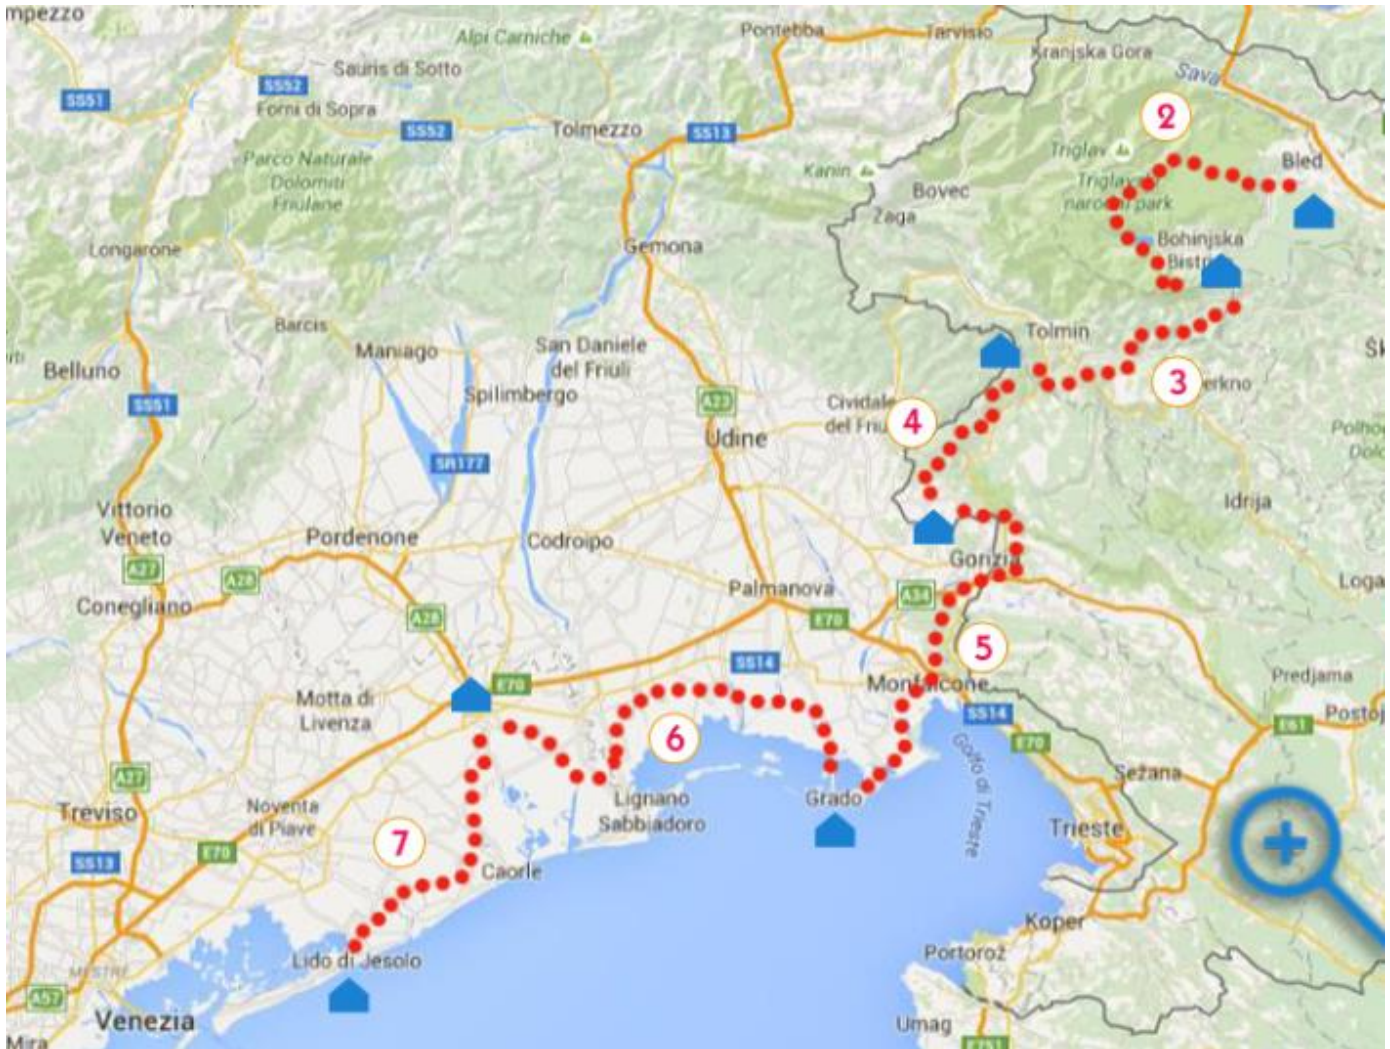 mpezzo
Alpi Carniche
Pontebba
Tarvisio
Kranjska Gora
Sava
SS51
SS52
Sauris di Sotto
Forni di Sopra
SS52
Tolmezzo
SS13
2
Triglav
Bled
Parco Naturale
Dolomiti
Friulane
Kanin
Bovec
Triglavski
narodni park
Žaga
Longarone
Gemona
Bohinjska
Barcis
Tolmin
Maniago
San Daniele
del Friuli
Belluno
SS51
Spilimbergo
A23
Cividale
3
4
Udine
SR177
Vittorio
Veneto
Pordenone
Codroipo
Idrija
A27
A28
Conegliano
A28
Palmanova
A34
Gorizia
E70
5
SS14
Motta di
Livenza
E70
Monfalcone
Predjama
SS14
E61
6
E70
Golfo di Trieste
Sežana
A27
Treviso
Noventa
di Piave
Lignano
Sabbiadoro
Grado
Trieste
SS13
E70
7
Caorle
Koper
Lido di Jesolo
Portorož
MESTRE
A57
Venezia
Umag
Mira
E751